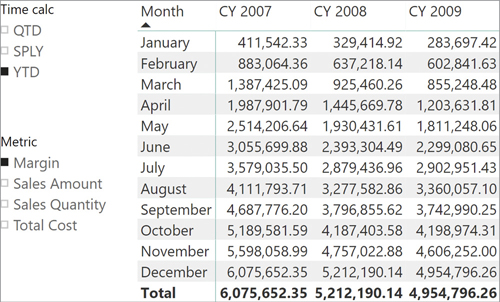 Time calc
QTD
SPLY
YTD
Metric
Margin
Sales Amount
Sales Quantity
Total Cost
Month CY 2007 CY 2008 CY 2009
January 411,542.33 329,414.92 283,697.42
February 883,064.36 637,218.14 602,841.63
March 1,387,425.09 925,460.26 855,248.48
April 1,987,901.79 1,445,669.78 1,203,631.81
May 2,514,206.64 1,930,431.61 1,811,248.06
June 3,055,699.88 2,393,304.49 2,299,080.65
July 3,579,035.50 2,879,436.96 2,902,951.43
August 4,111,793.71 3,277,582.86 3,360,057.10
September 4,687,776.20 3,796,855.62 3,742,990.25
October 5,189,581.59 4,187,403.58 4,198,974.31
November 5,598,058.99 4,757,022.88 4,606,252.00
December 6,075,652.35 5,212,190.14 4,954,796.26
Total 6,075,652.35 5,212,190.14 4,954,796.26